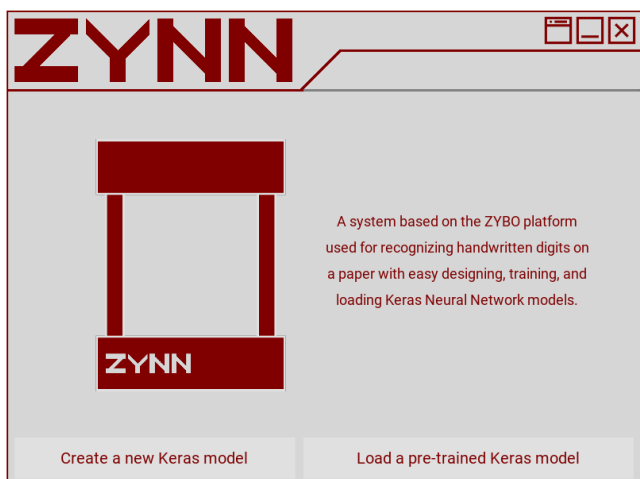 ZYNN
A system based on the ZYBO platform
used for recognizing handwritten digits on
a paper with easy designing, training, and
loading Keras Neural Network models.
ZYNN
Create a new Keras model
Load a pre-trained Keras model